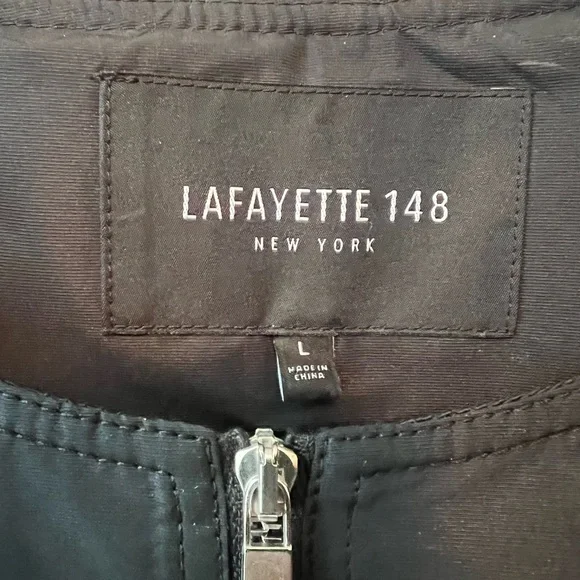 LAFAYETTE 148
NEW YORK
L
MADE IN
CHINA